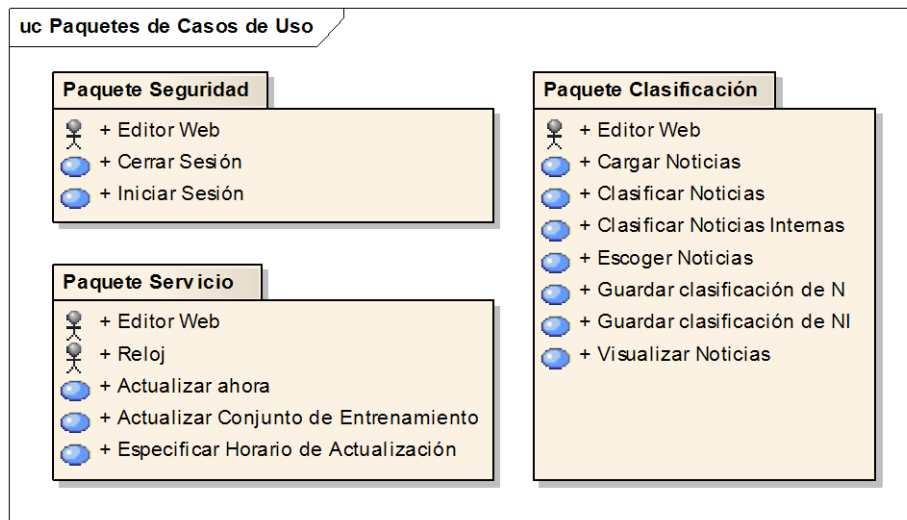 uc Paquetes de Casos de Uso
Paquete Seguridad
+ Editor Web
+ Cerrar Sesión
+ Iniciar Sesión
Paquete Servicio
+ Editor Web
+ Reloj
+ Actualizar ahora
+ Actualizar Conjunto de Entrenamiento
+ Especificar Horario de Actualización
Paquete Clasificación
+ Editor Web
+ Cargar Noticias
+ Clasificar Noticias
+ Clasificar Noticias Internas
+ Escoger Noticias
+ Guardar clasificación de N
+ Guardar clasificación de NI
+ Visualizar Noticias